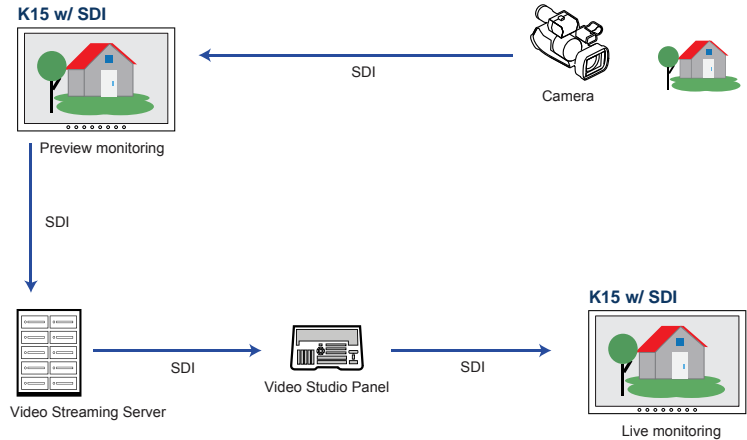 K15 w/ SDI
SDI
Camera
Preview monitoring
SDI
K15 w/ SDI
SDI
SDI
Video Studio Panel
Video Streaming Server
Live monitoring